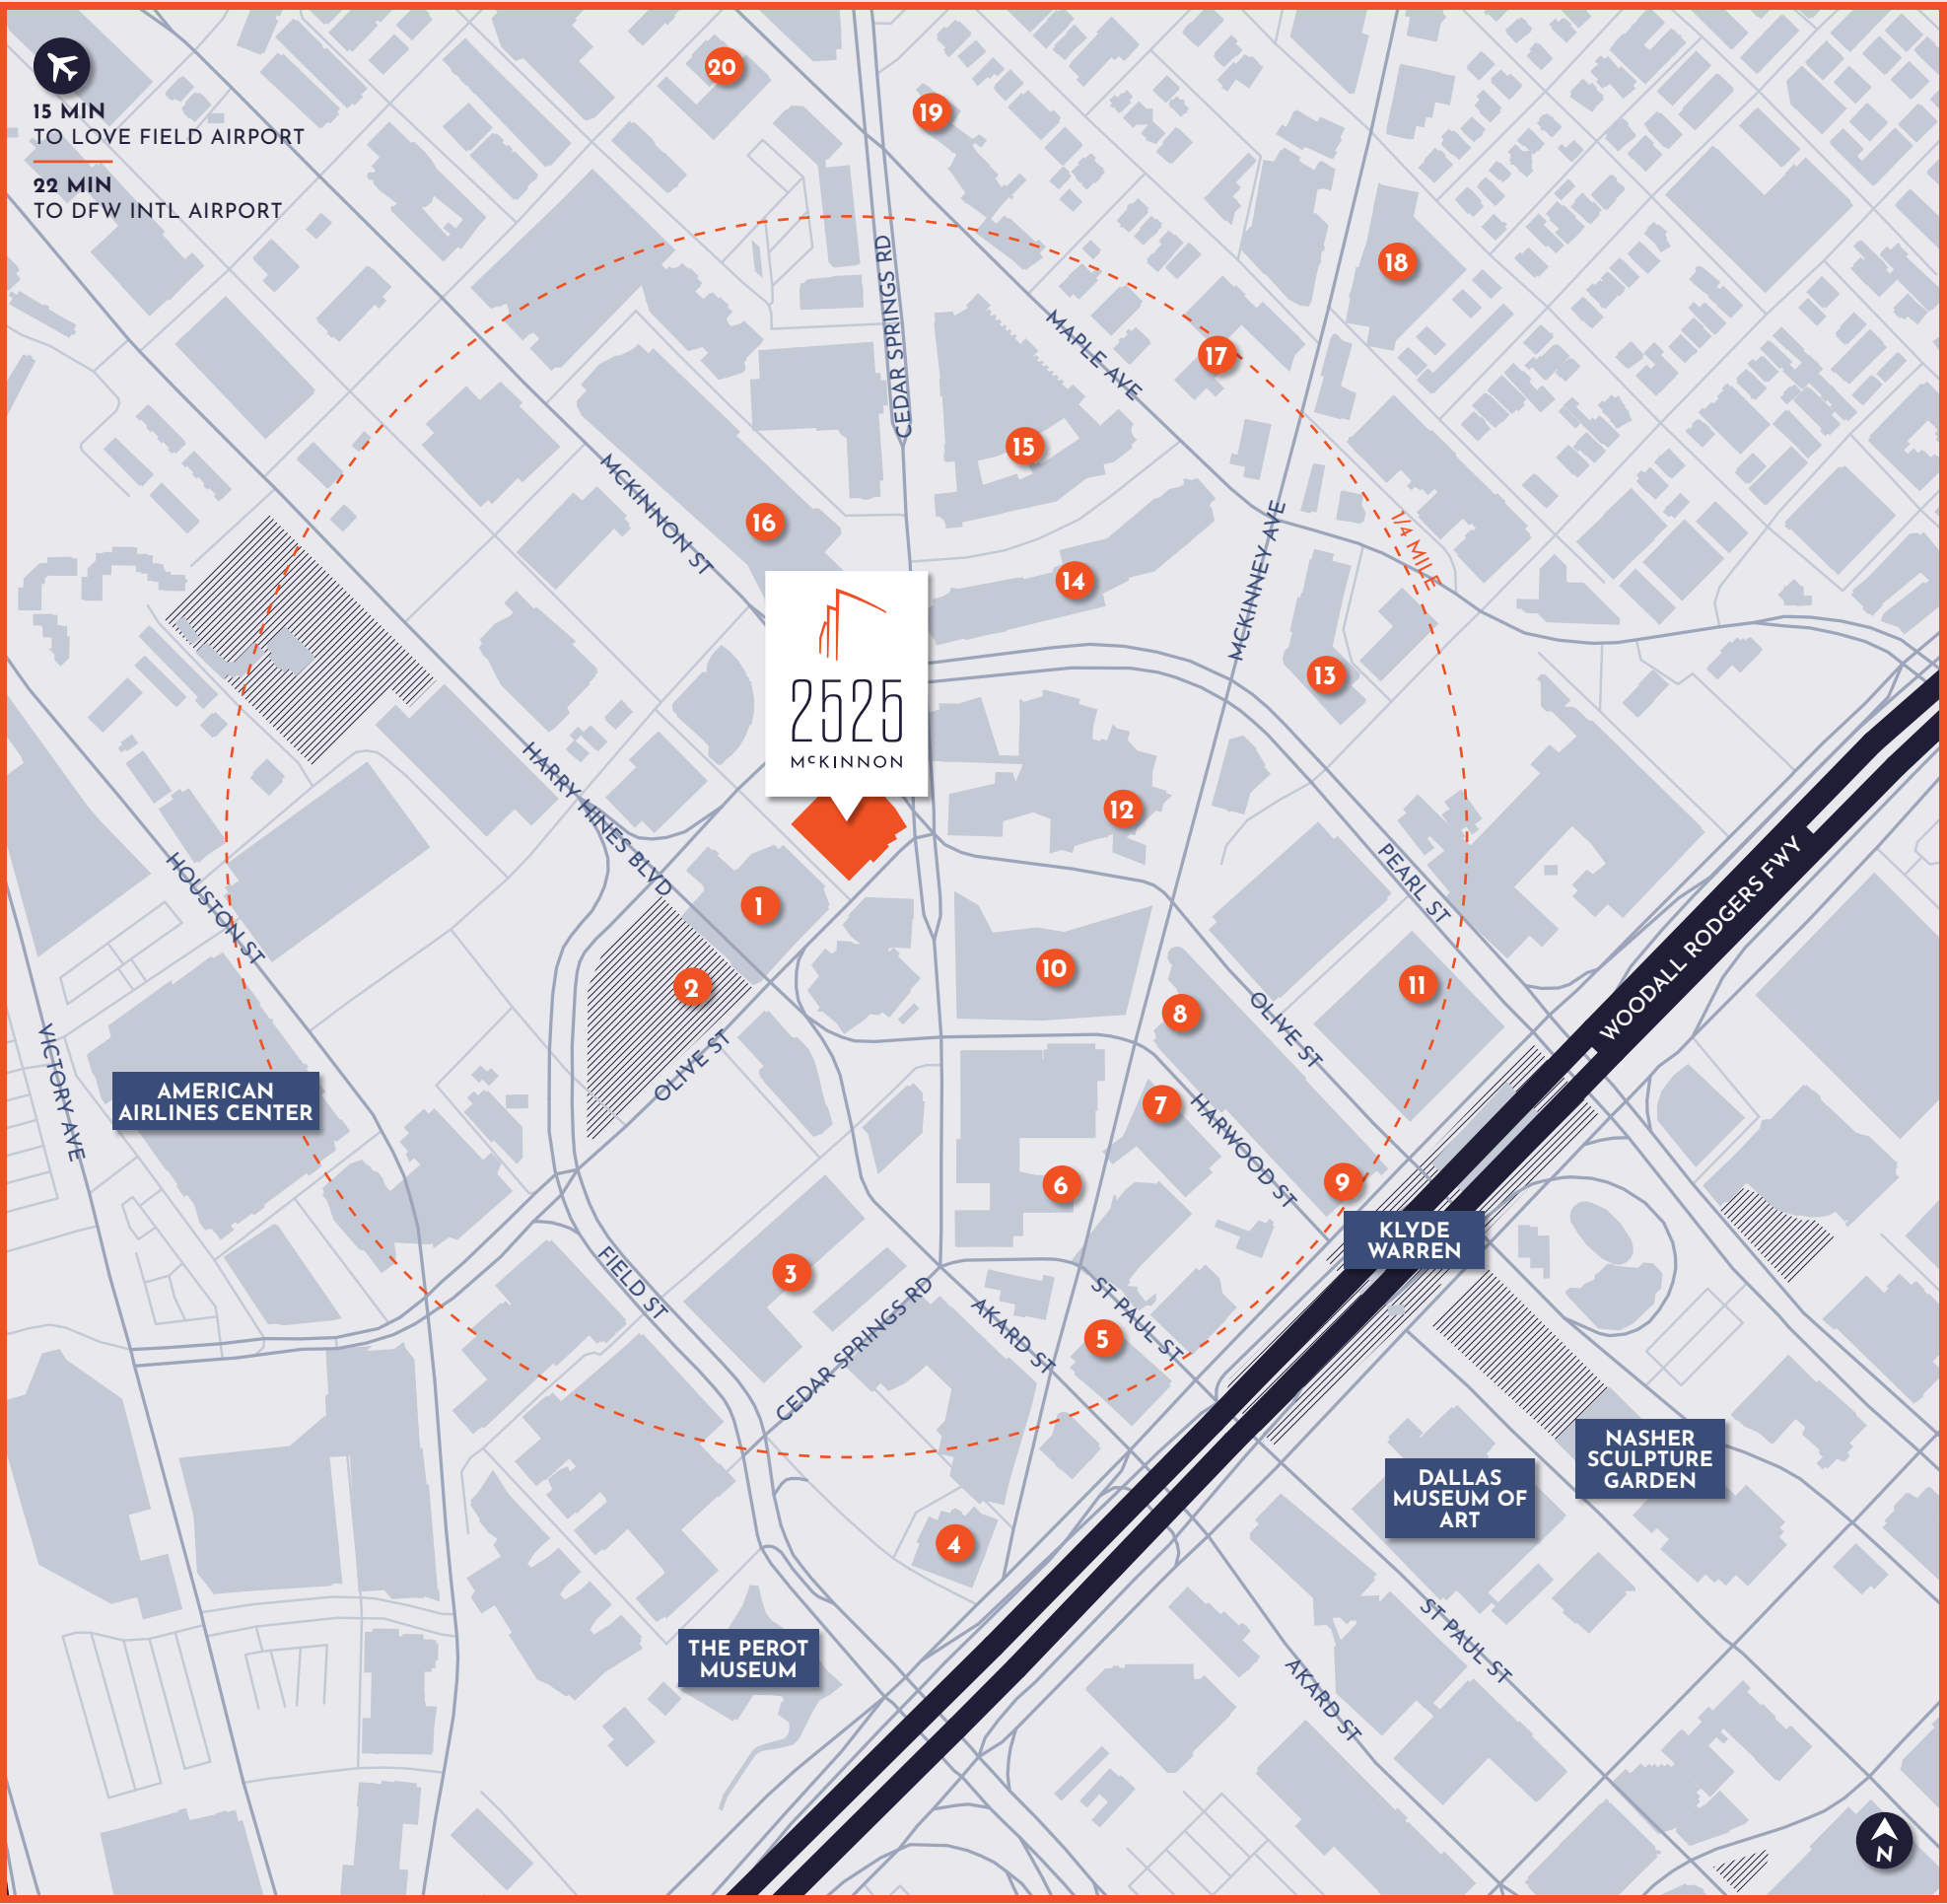 15 MIN
TO LOVE FIELD AIRPORT
22 MIN
TO DFW INTL AIRPORT
20
19
18
CEDAR SPRINGS RD
MAPLE AVE
17
15
MCKINNON ST
16
1/4 MILE
14
MCKINNEY AVE
13
2525
McKINNON
HARRY HINES BLVD
12
HOUSTON ST
PEARL ST
WOODALL RODGERS FWY
1
10
11
2
8
OLIVE ST
OLIVE ST
VICTORY AVE
AMERICAN
AIRLINES CENTER
7
HARWOOD ST
6
9
KLYDE
WARREN
3
FIELD ST
CEDAR SPRINGS RD
AKARD ST
ST PAUL ST
5
NASHER
SCULPTURE
GARDEN
DALLAS
MUSEUM OF
ART
4
THE PEROT
MUSEUM
ST PAUL ST
AKARD ST
N